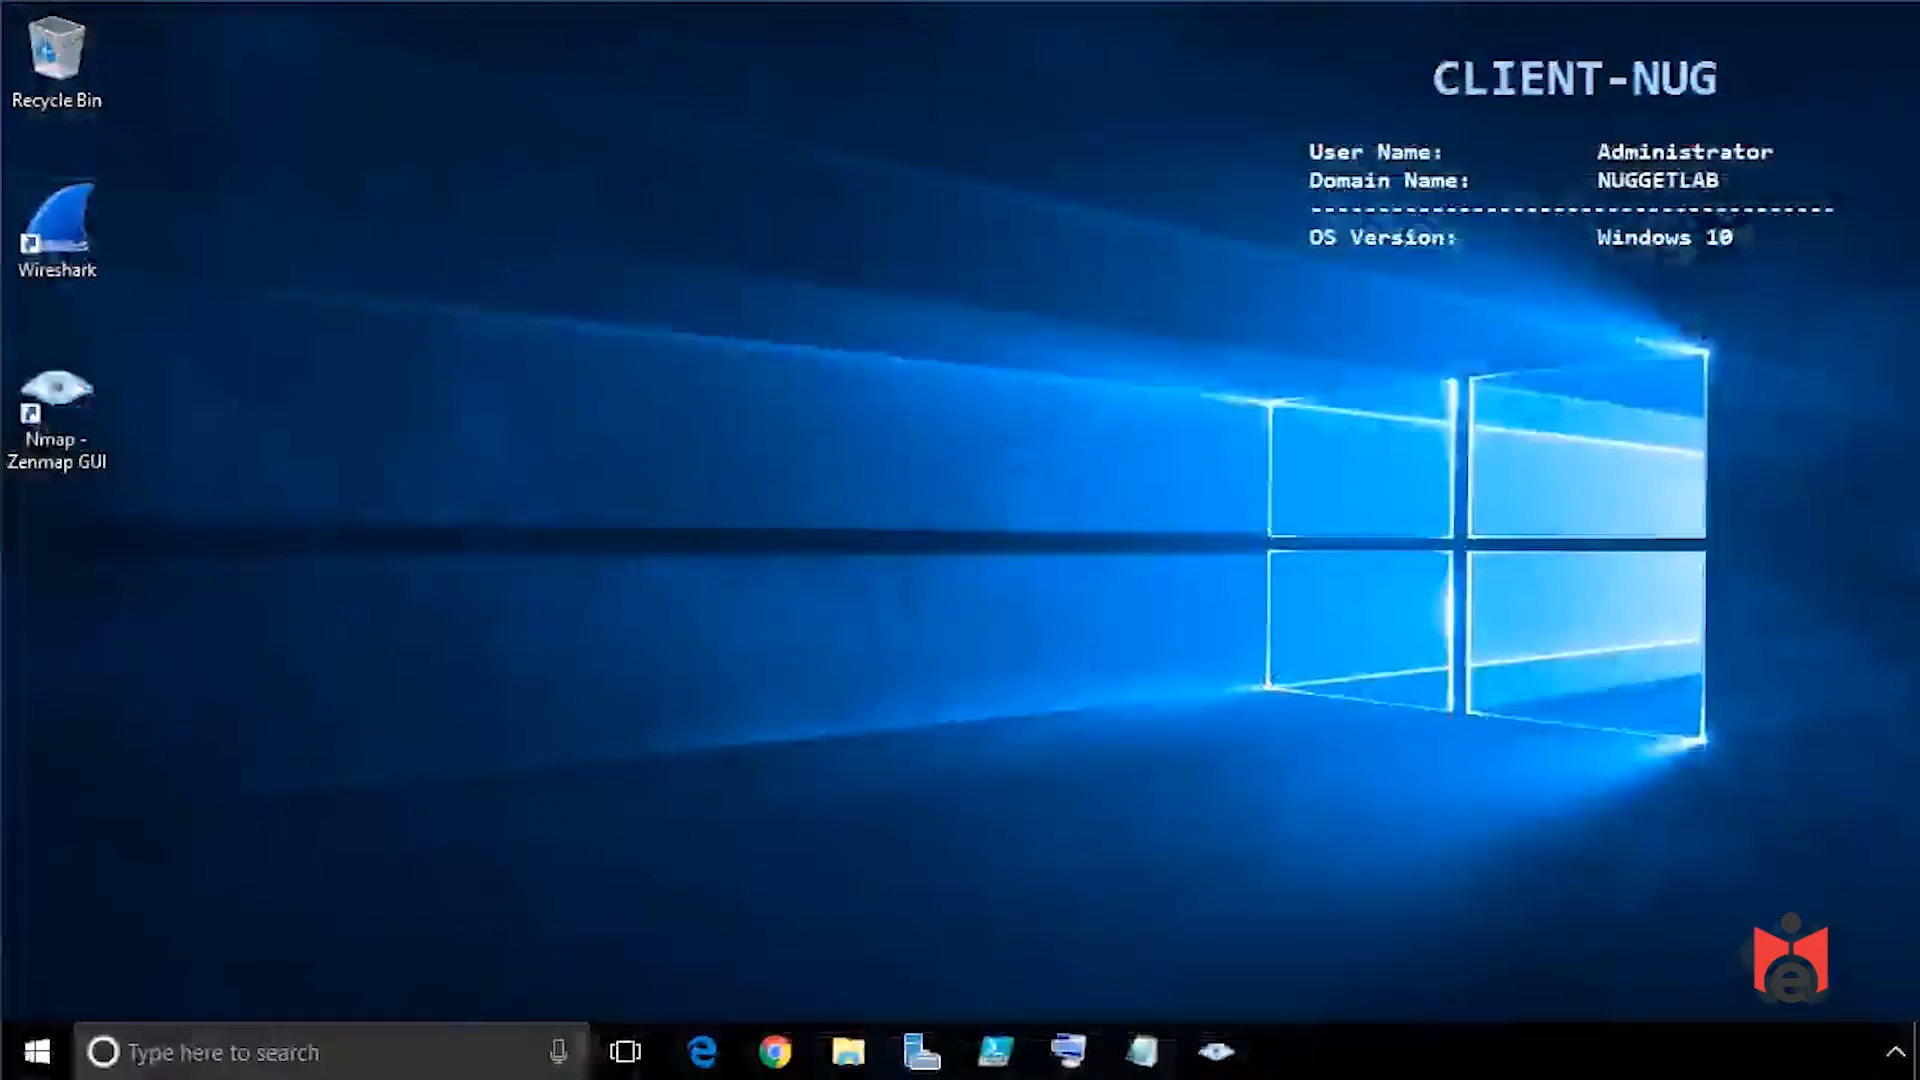 Recycle Bin
Wireshark
Nmap -
Zenmap GUI
CLIENT-NUG
User Name: Administrator
Domain Name: NUGGETLAB
---------------------------------------
OS Version: Windows 10
e
Type here to search